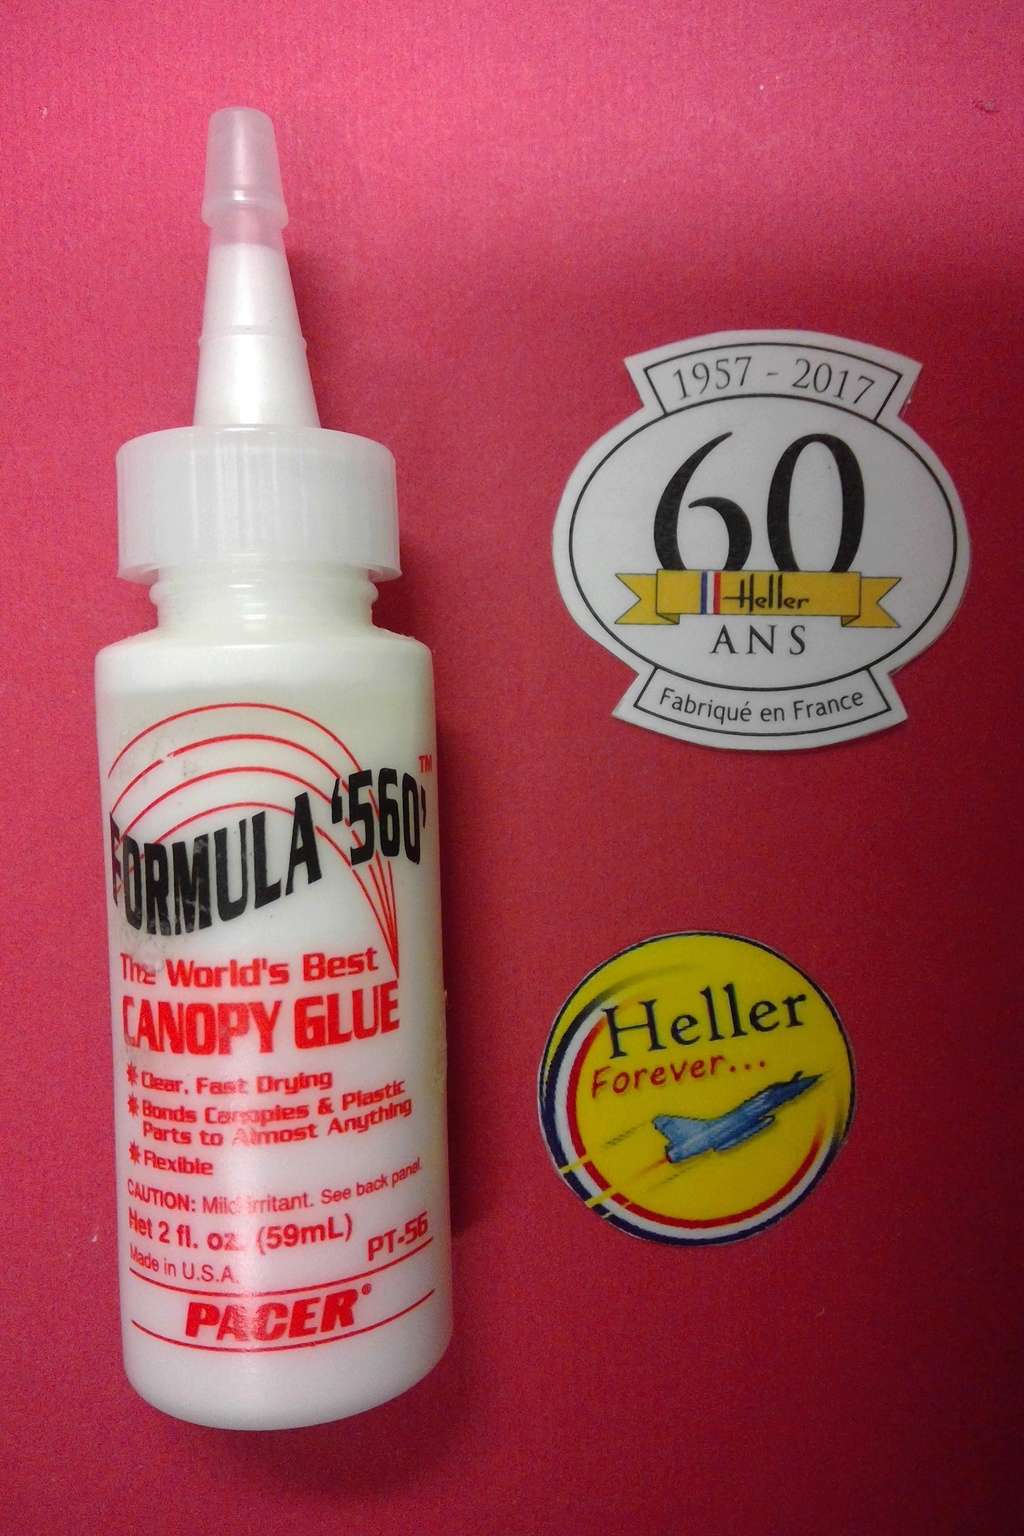 FORMULA '560'™
The World's Best
CANOPY GLUE
* Clear, Fast Drying
* Bonds Canopies & Plastic
Parts to Almost Anything
* Flexible
CAUTION: Mild irritant. See back panel.
Net 2 fl. oz. (59mL)
PT-56
Made in U.S.A.
PACER®
1957 - 2017
60
Heller
ANS
Fabriqué en France
Heller
Forever...